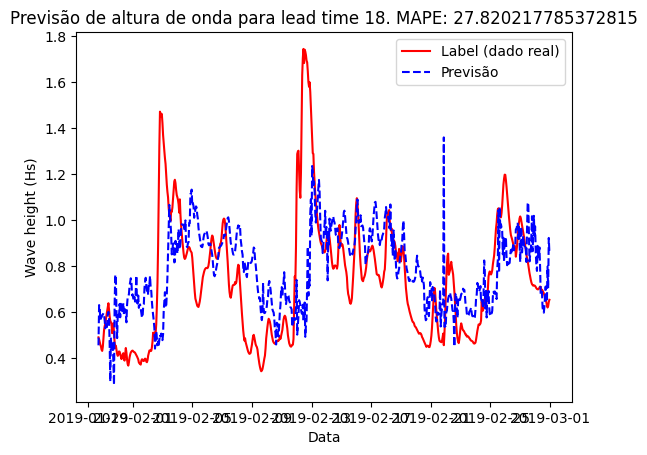 Previsão de altura de onda para lead time 18. MAPE: 27.820217785372815
Label (dado real)
Previsão
Wave height (Hs)
1.8
1.6
1.4
1.2
1.0
0.8
0.6
0.4
2019-01-29 2019-02-01 2019-02-05 2019-02-09 2019-02-13 2019-02-17 2019-02-21 2019-02-25 2019-03-01
Data